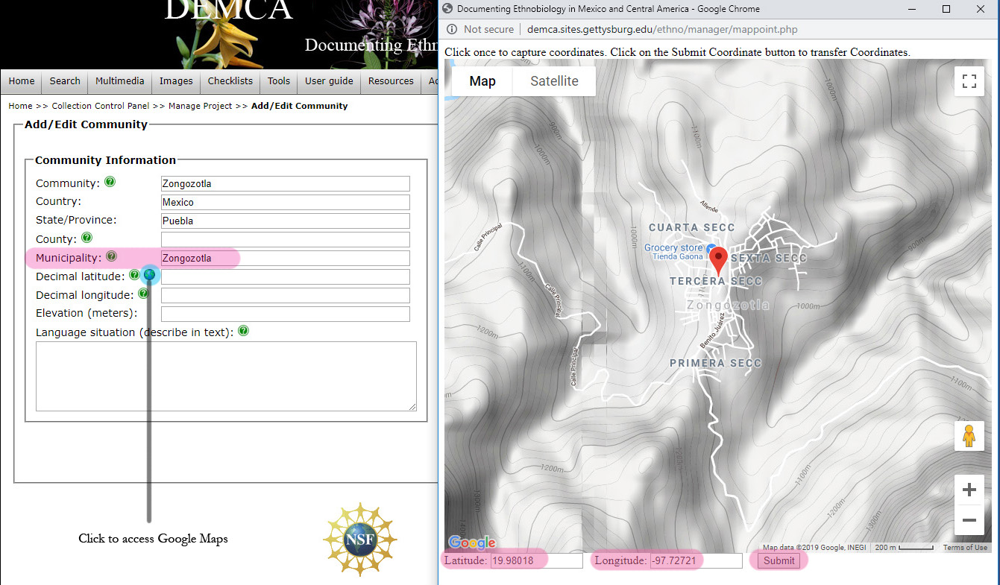 DEMCA
Documenting Ethn
Home Search Multimedia Images Checklists Tools User guide Resources Ac
Home >> Collection Control Panel >> Manage Project >> Add/Edit Community
Add/Edit Community
Community Information
Community: ? Zongozotla
Country: Mexico
State/Province: Puebla
County: ?
Municipality: ? Zongozotla
Decimal latitude: ?
Decimal longitude: ?
Elevation (meters):
Language situation (describe in text): ?
Click to access Google Maps
NSF
Documenting Ethnobiology in Mexico and Central America - Google Chrome
Not secure | demca.sites.gettysburg.edu/ethno/manager/mappoint.php
Click once to capture coordinates. Click on the Submit Coordinate button to transfer Coordinates.
Map Satellite
1000m
900m
1100m
1000m
Allende
CUARTA SECC
Calle Principal
1000m
900m
Grocery store
Tienda Gaona
SEXTA SECC
1100m
TERCERA SECC
Calle Principal
Zongozotla
1000m
1200m
Benito Juárez
Calle Principal
PRIMERA SECC
1100m
1200m
1200m
1100m
1300m
1200m
1300m
Google
Map data ©2019 Google, INEGI 200 m Terms of Use
Latitude: 19.98018 Longitude: -97.72721 Submit